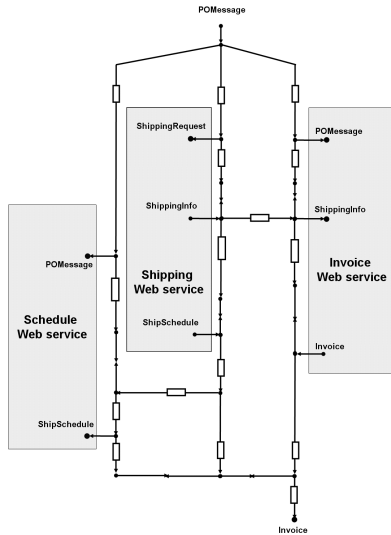 POMessage
ShippingRequest
POMessage
ShippingInfo
ShippingInfo
POMessage
Shipping
Web service
Invoice
Web service
Schedule
Web service
ShipSchedule
Invoice
ShipSchedule
Invoice